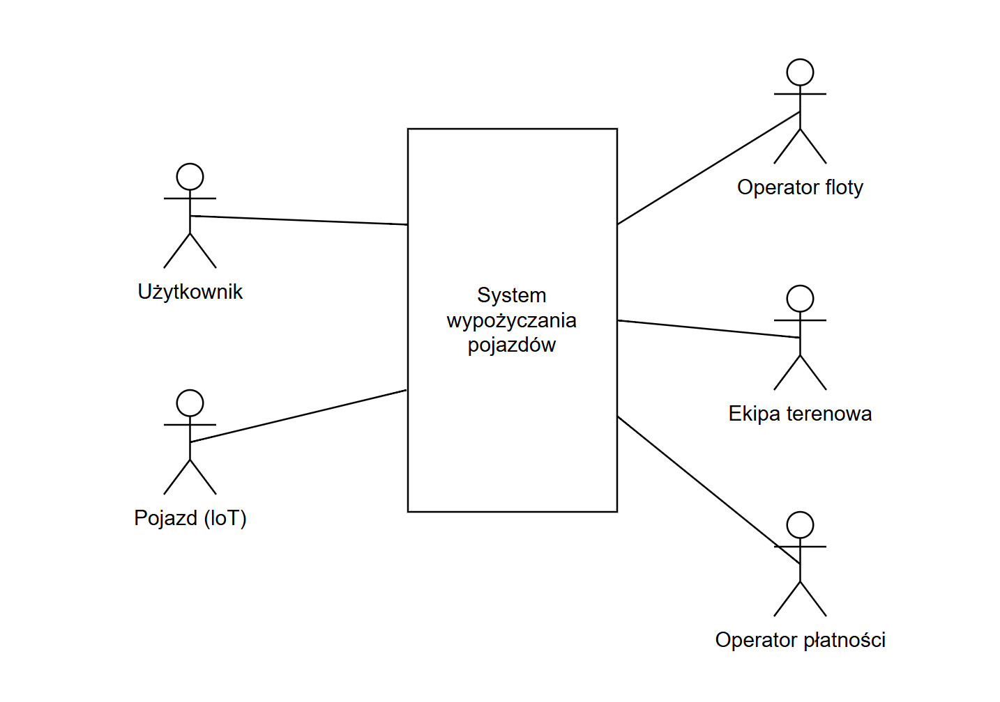 Operator floty
Użytkownik
System
wypożyczania
pojazdów
Ekipa terenowa
Pojazd (IoT)
Operator płatności